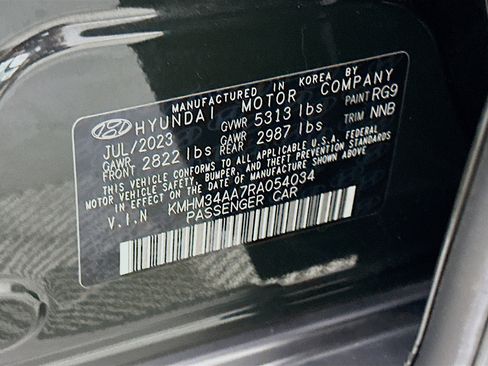 MANUFACTURED IN KOREA BY
HYUNDAI MOTOR COMPANY
JUL/2023 GVWR 5313 lbs PAINT RG9
GAWR FRONT 2822 lbs GAWR REAR 2987 lbs TRIM NNB
THIS VEHICLE CONFORMS TO ALL APPLICABLE U.S.A. FEDERAL
MOTOR VEHICLE SAFETY, BUMPER, AND THEFT PREVENTION STANDARDS
IN EFFECT ON THE DATE OF MANUFACTURE SHOWN ABOVE.
V.I.N KMHM34AA7RA054034
PASSENGER CAR